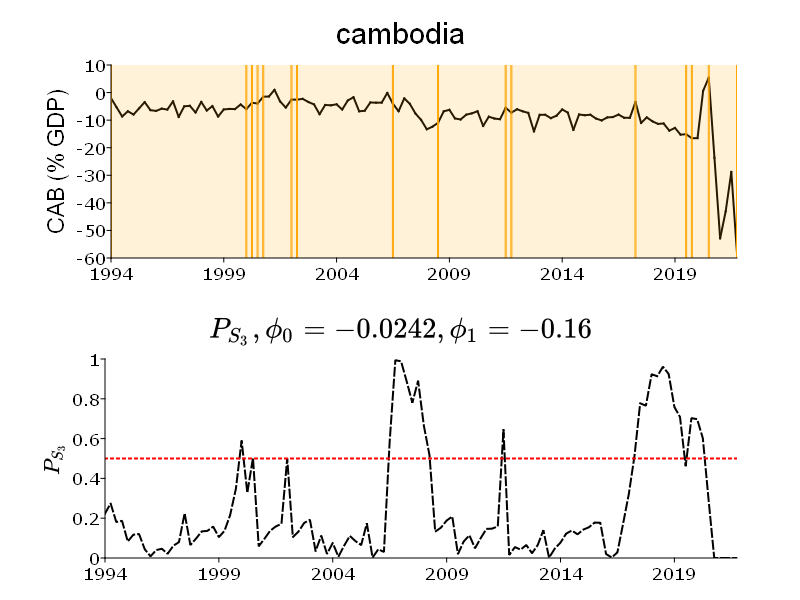 cambodia
CAB (% GDP)
10
0
-10
-20
-30
-40
-50
-60
1994 1999 2004 2009 2014 2019
P_{S_3}, ϕ_0 = −0.0242, ϕ_1 = −0.16
P_{S_3}
1
0.8
0.6
0.4
0.2
0
1994 1999 2004 2009 2014 2019